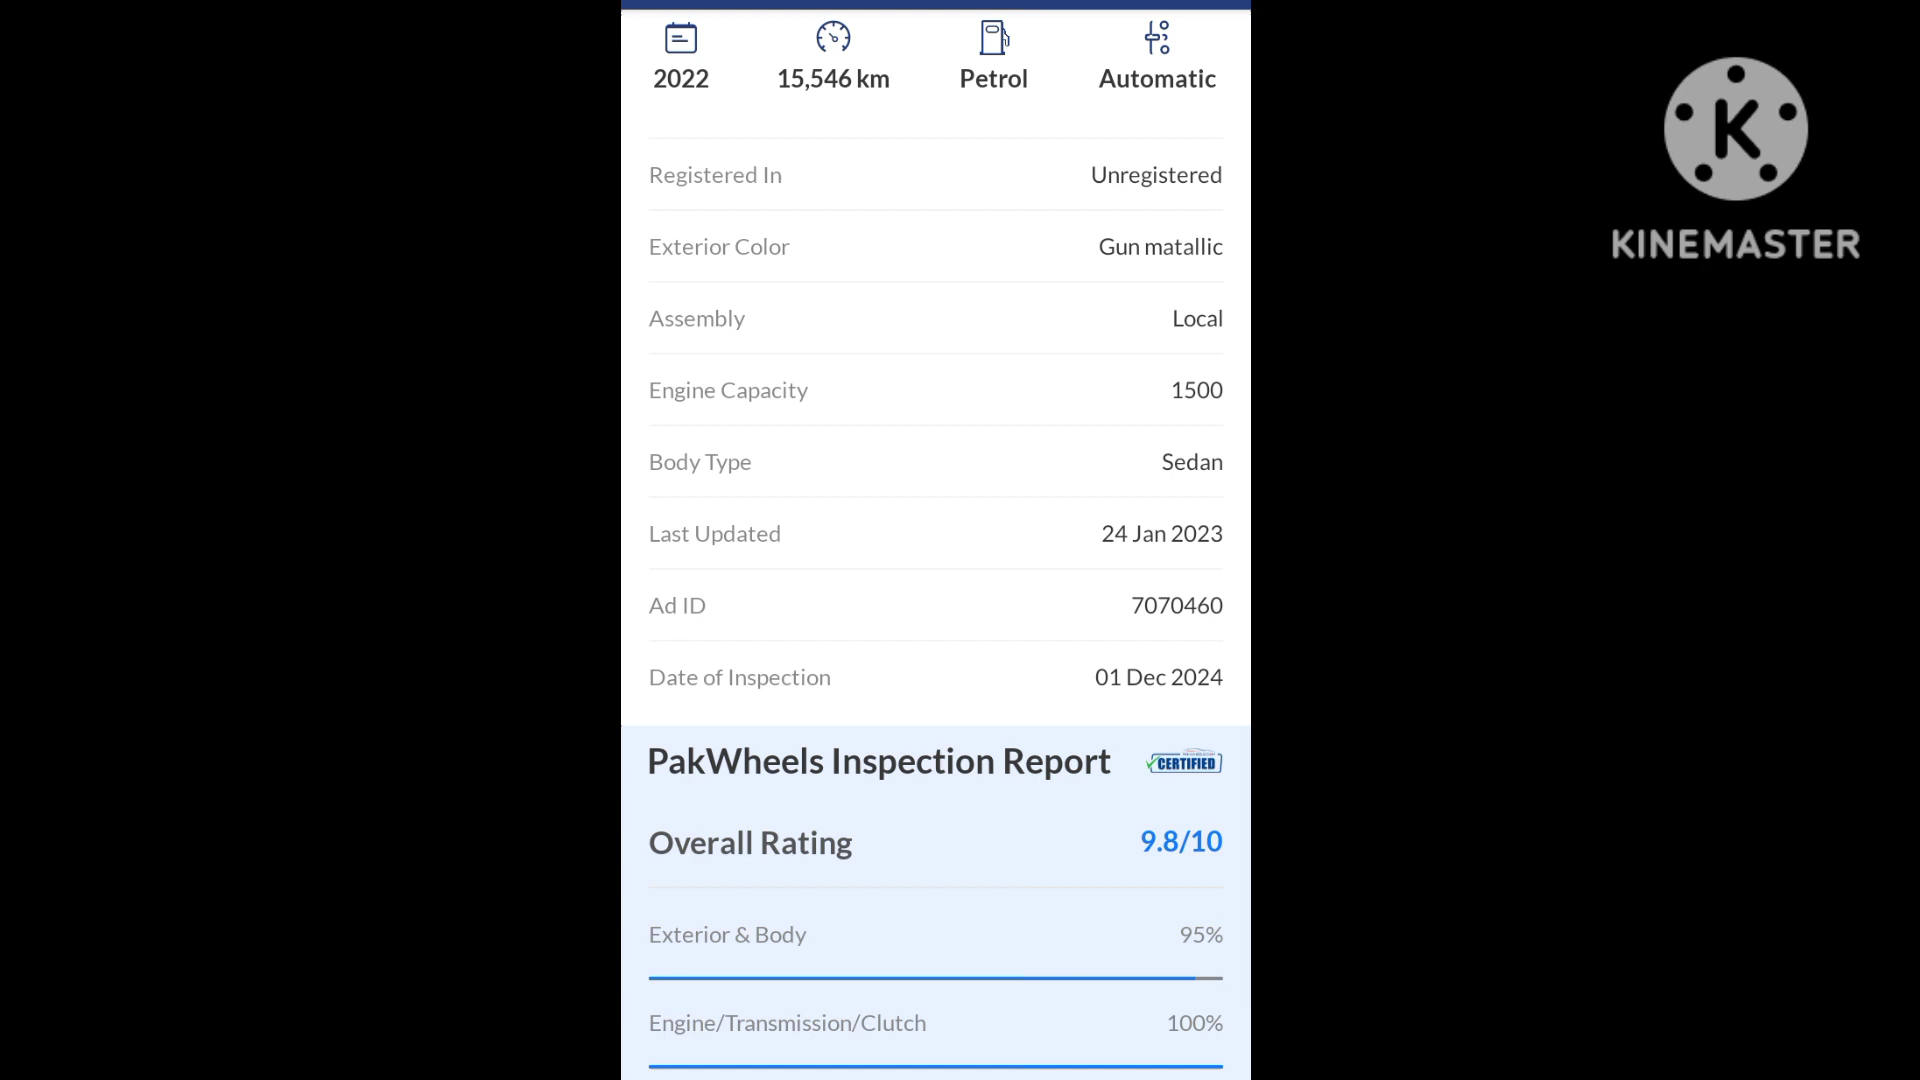 2022 15,546 km Petrol Automatic
Registered In Unregistered
Exterior Color Gun matallic
Assembly Local
Engine Capacity 1500
Body Type Sedan
Last Updated 24 Jan 2023
Ad ID 7070460
Date of Inspection 01 Dec 2024
PakWheels Inspection Report CERTIFIED
Overall Rating 9.8/10
Exterior & Body 95%
Engine/Transmission/Clutch 100%
K
KINEMASTER